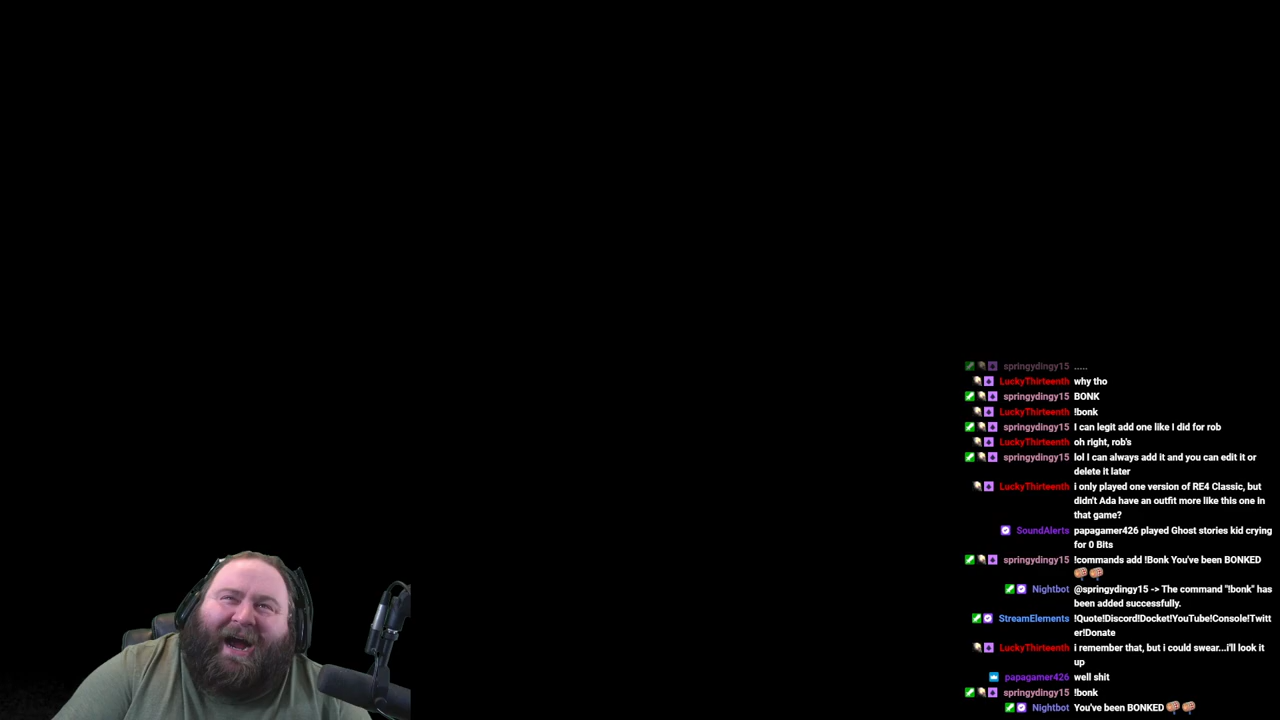 springydingy15 .....
LuckyThirteenth why tho
springydingy15 BONK
LuckyThirteenth !bonk
springydingy15 I can legit add one like I did for rob
LuckyThirteenth oh right, rob's
springydingy15 lol I can always add it and you can edit it or
delete it later
LuckyThirteenth i only played one version of RE4 Classic, but
didn't Ada have an outfit more like this one in
that game?
SoundAlerts papagamer426 played Ghost stories kid crying
for 0 Bits
springydingy15 !commands add !Bonk You've been BONKED
Nightbot @springydingy15 -> The command "!bonk" has
been added successfully.
StreamElements !Quote!Discord!Docket!YouTube!Console!Twitt
er!Donate
LuckyThirteenth i remember that, but i could swear...i'll look it
up
papagamer426 well shit
springydingy15 !bonk
Nightbot You've been BONKED